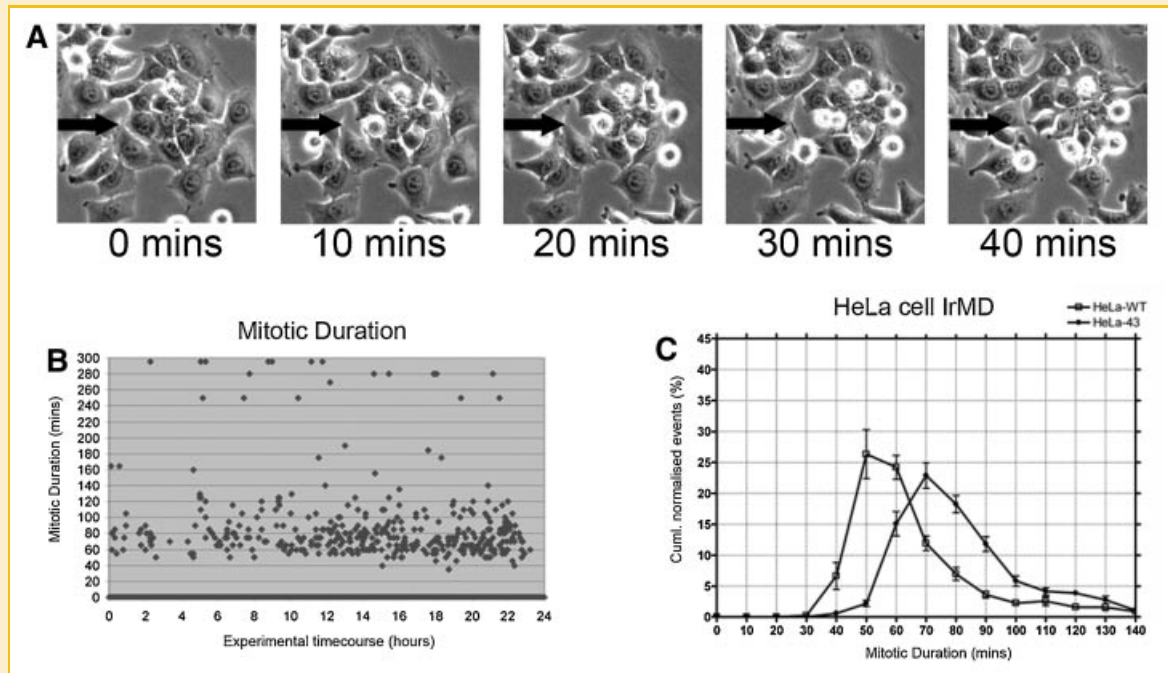 A
0 mins
10 mins
20 mins
30 mins
40 mins
Mitotic Duration
B
300
280
260
240
220
200
180
160
140
120
100
80
60
40
20
0
Mitotic Duration (mins)
0 2 4 6 8 10 12 14 16 18 20 22 24
Experimental timecourse (hours)
HeLa cell IrMD
HeLa-WT
HeLa-43
C
45
40
35
30
25
20
15
10
5
0
Cuml. normalised events (%)
0 10 20 30 40 50 60 70 80 90 100 110 120 130 140
Mitotic Duration (mins)